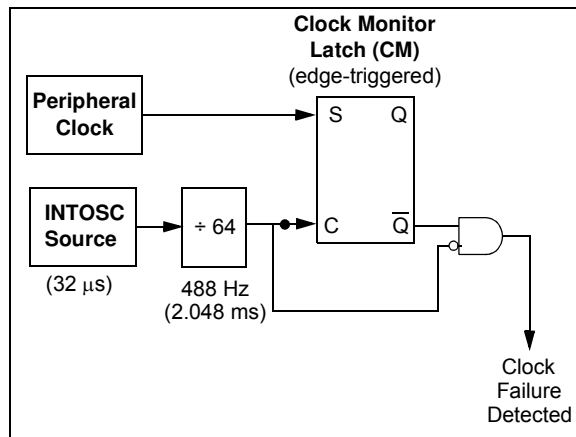 Clock Monitor
Latch (CM)
(edge-triggered)
Peripheral
Clock
S Q
INTOSC
Source
÷ 64
C Q̅
(32 μs)
488 Hz
(2.048 ms)
Clock
Failure
Detected